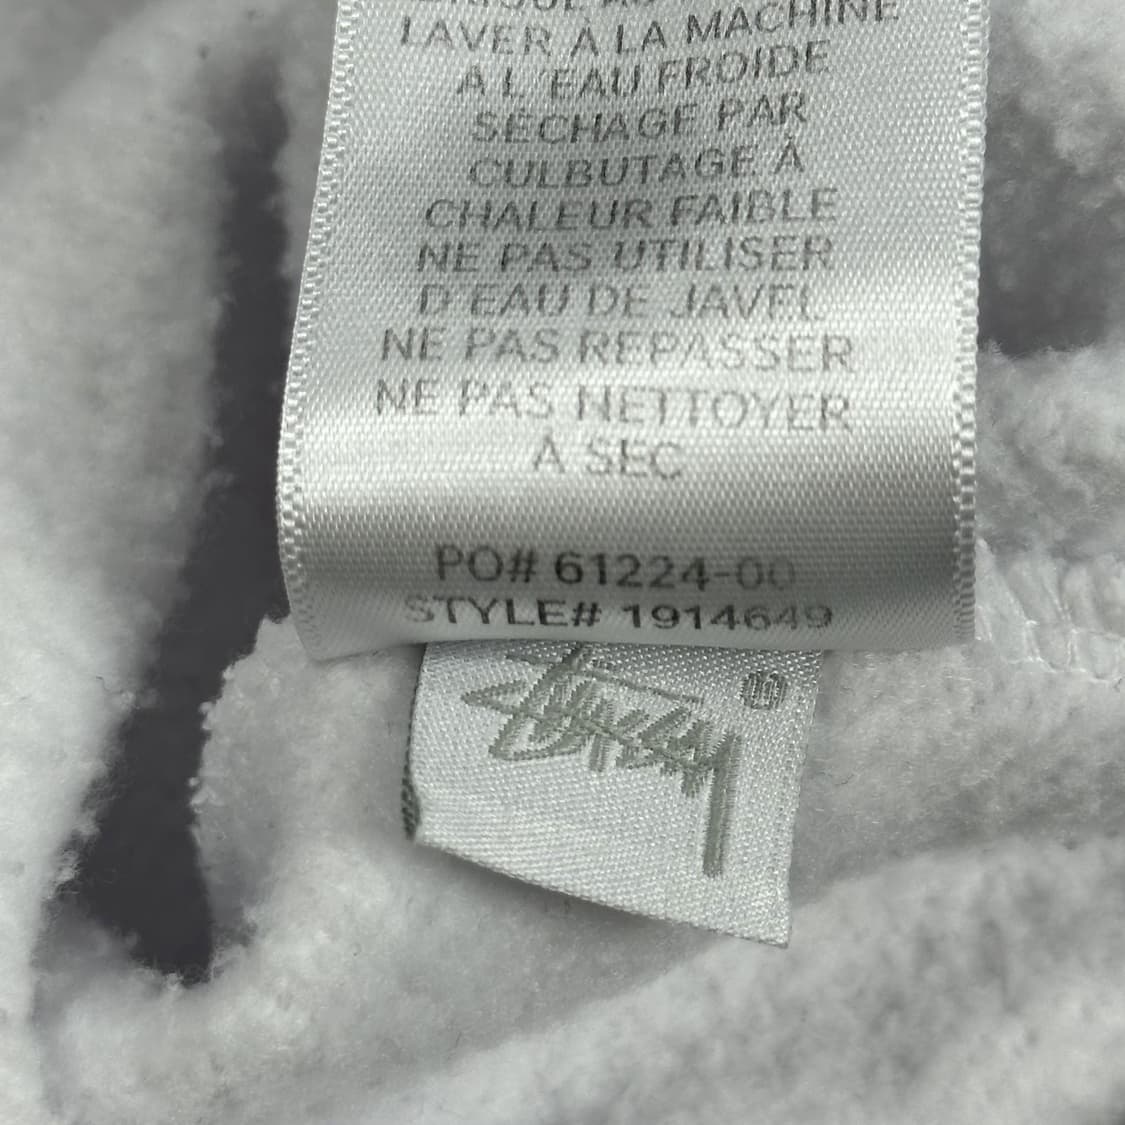 LAVER À LA MACHINE
À L'EAU FROIDE
SÉCHAGE PAR
CULBUTAGE À
CHALEUR FAIBLE
NE PAS UTILISER
D'EAU DE JAVEL
NE PAS REPASSER
NE PAS NETTOYER
À SEC
PO# 61224-00
STYLE# 1914649
Stüssy ®